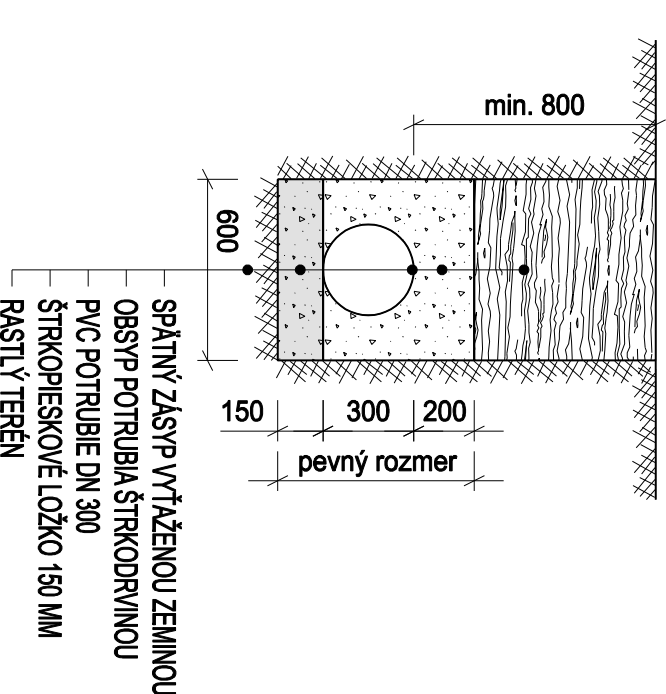 min. 800
600
150
300
200
pevný rozmer
SPÄTNÝ ZÁSYP VYŤAŽENOU ZEMINOU
OBSYP POTRUBIA ŠTRKODRVINOU
PVC POTRUBIE DN 300
ŠTRKOPIESKOVÉ LOŽKO 150 MM
RASTLÝ TERÉN